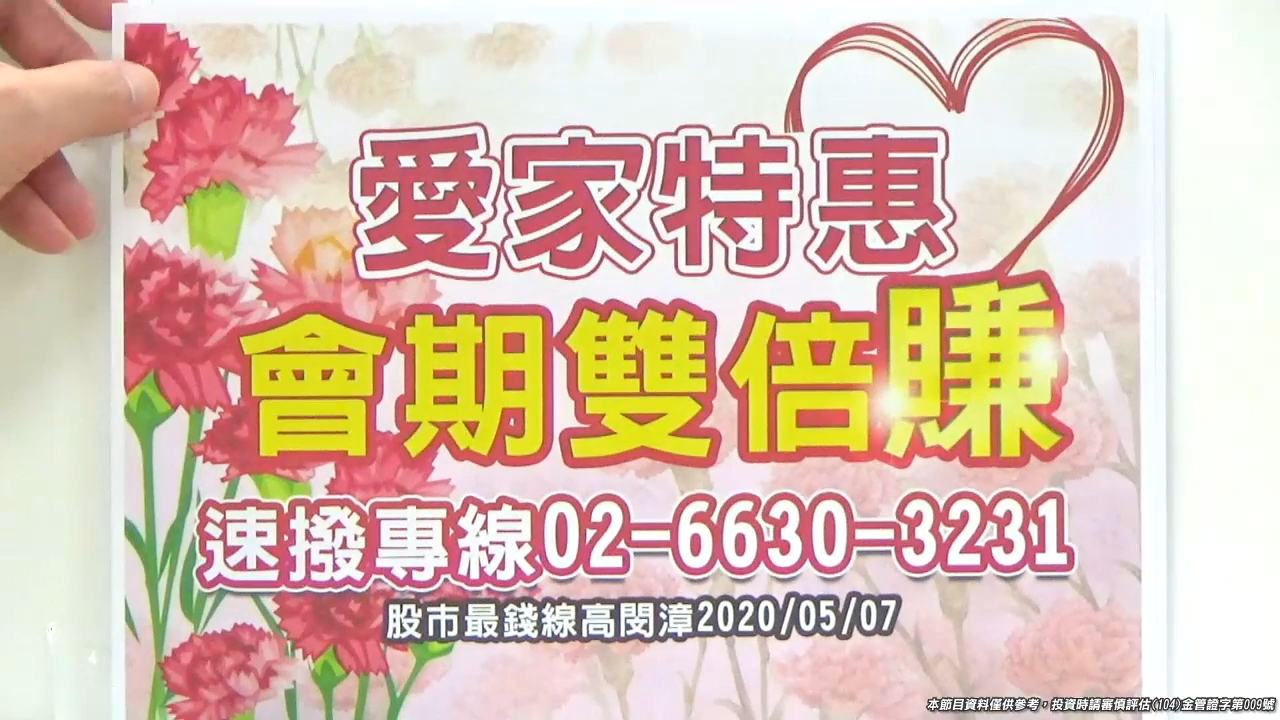 愛家特惠
會期雙倍賺
速撥專線02-6630-3231
股市最錢線高閔漳2020/05/07
本節目資料僅供參考，投資時請審慎評估(104)金管證字第009號